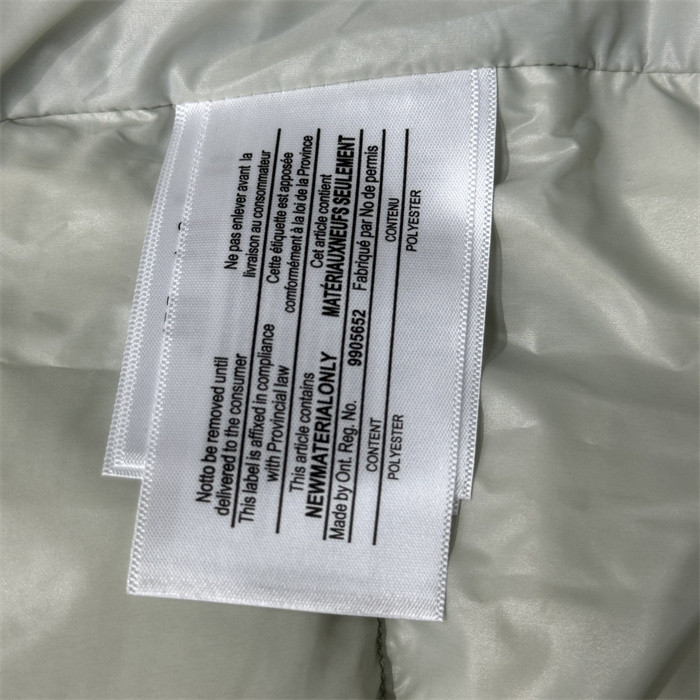 Notto be removed until
delivered to the consumer
This label is affixed in compliance
with Provincial law
This article contains
NEWMATERIALONLY
Made by Ont. Reg. No. 9905652
CONTENT
POLYESTER
Ne pas enlever avant la
livraison au consommateur
Cette étiquette est apposée
conformément à la loi de la Province
Cet article contient
MATÉRIAUXNEUFS SEULEMENT
Fabriqué par No de permis
CONTENU
POLYESTER